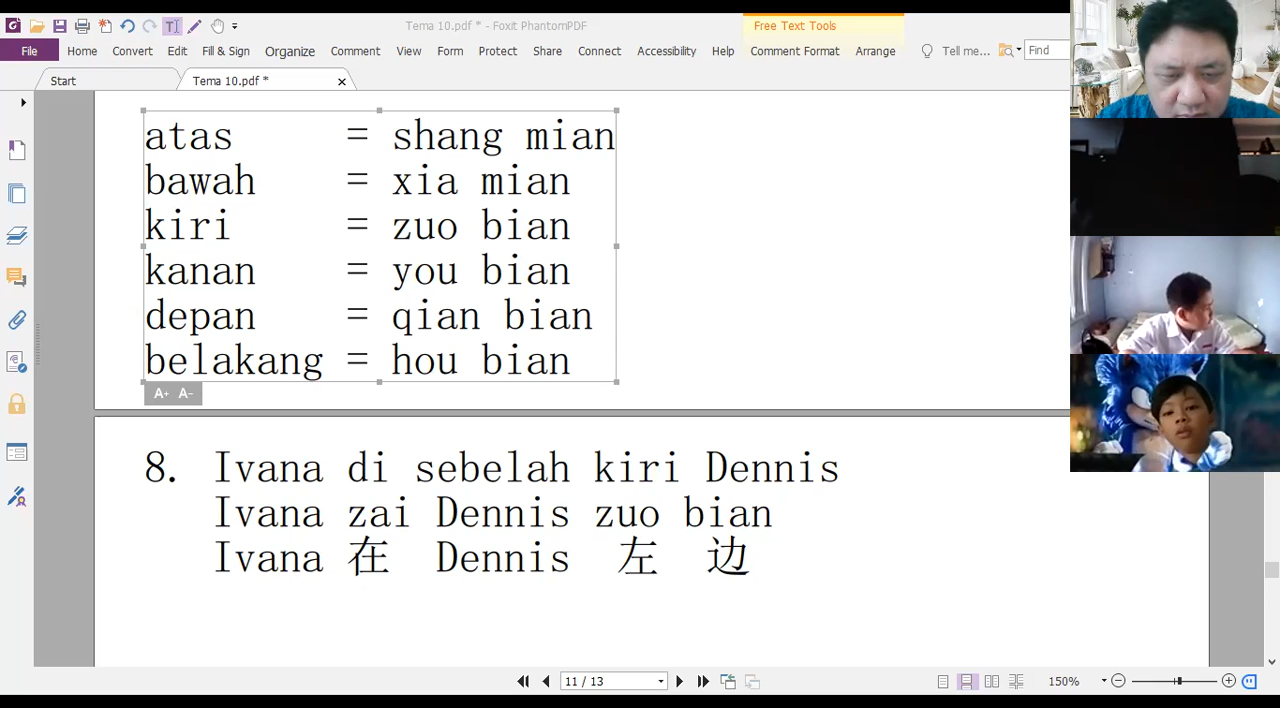 Tema 10.pdf * - Foxit PhantomPDF
Free Text Tools
File Home Convert Edit Fill & Sign Organize Comment View Form Protect Share Connect Accessibility Help Comment Format Arrange Tell me... Find
Start Tema 10.pdf *
atas = shang mian
bawah = xia mian
kiri = zuo bian
kanan = you bian
depan = qian bian
belakang = hou bian
A+ A-
8. Ivana di sebelah kiri Dennis
Ivana zai Dennis zuo bian
Ivana 在 Dennis 左 边
11 / 13
150%